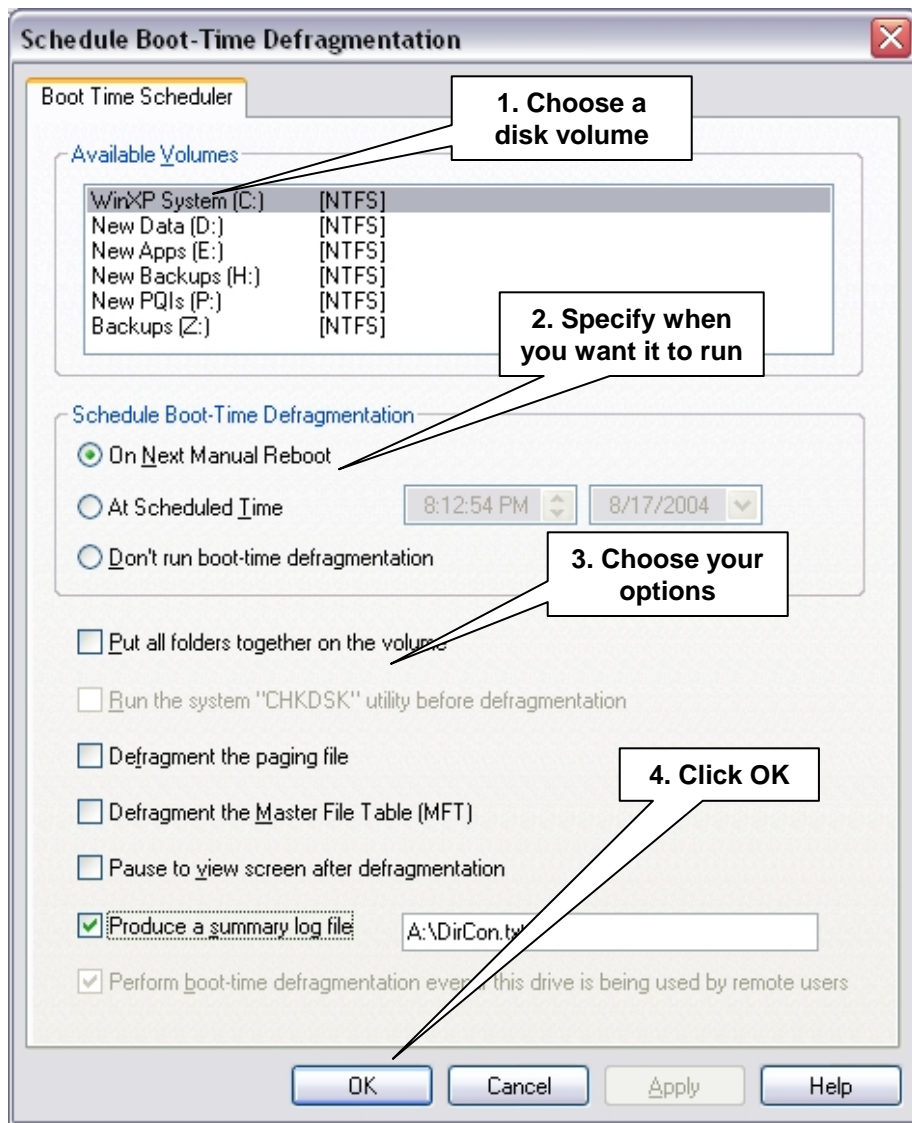 Schedule Boot-Time Defragmentation
Boot Time Scheduler
1. Choose a
disk volume
Available Volumes
WinXP System (C:) [NTFS]
New Data (D:) [NTFS]
New Apps (E:) [NTFS]
New Backups (H:) [NTFS]
New PQIs (P:) [NTFS]
Backups (Z:) [NTFS]
2. Specify when
you want it to run
Schedule Boot-Time Defragmentation
On Next Manual Reboot
At Scheduled Time 8:12:54 PM 8/17/2004
Don't run boot-time defragmentation
3. Choose your
options
Put all folders together on the volume
Run the system "CHKDSK" utility before defragmentation
Defragment the paging file
4. Click OK
Defragment the Master File Table (MFT)
Pause to view screen after defragmentation
Produce a summary log file A:\DirCon.txt
Perform boot-time defragmentation even if this drive is being used by remote users
OK Cancel Apply Help